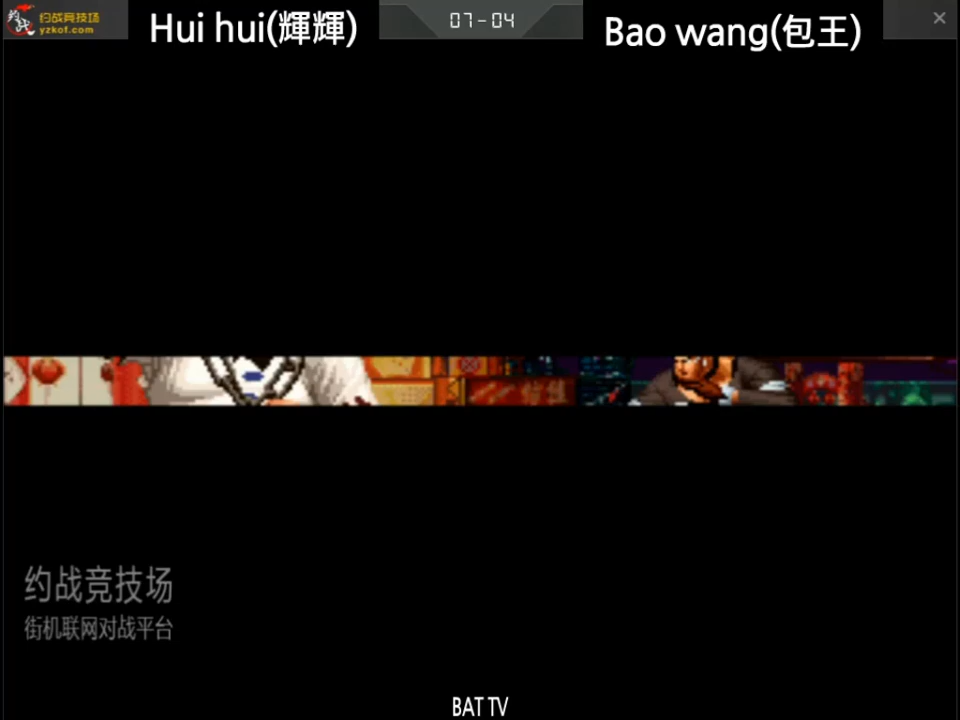 约战竞技场
yzkof.com
Hui hui(輝輝)
07-04
Bao wang(包王)
约战竞技场
街机联网对战平台
BAT TV